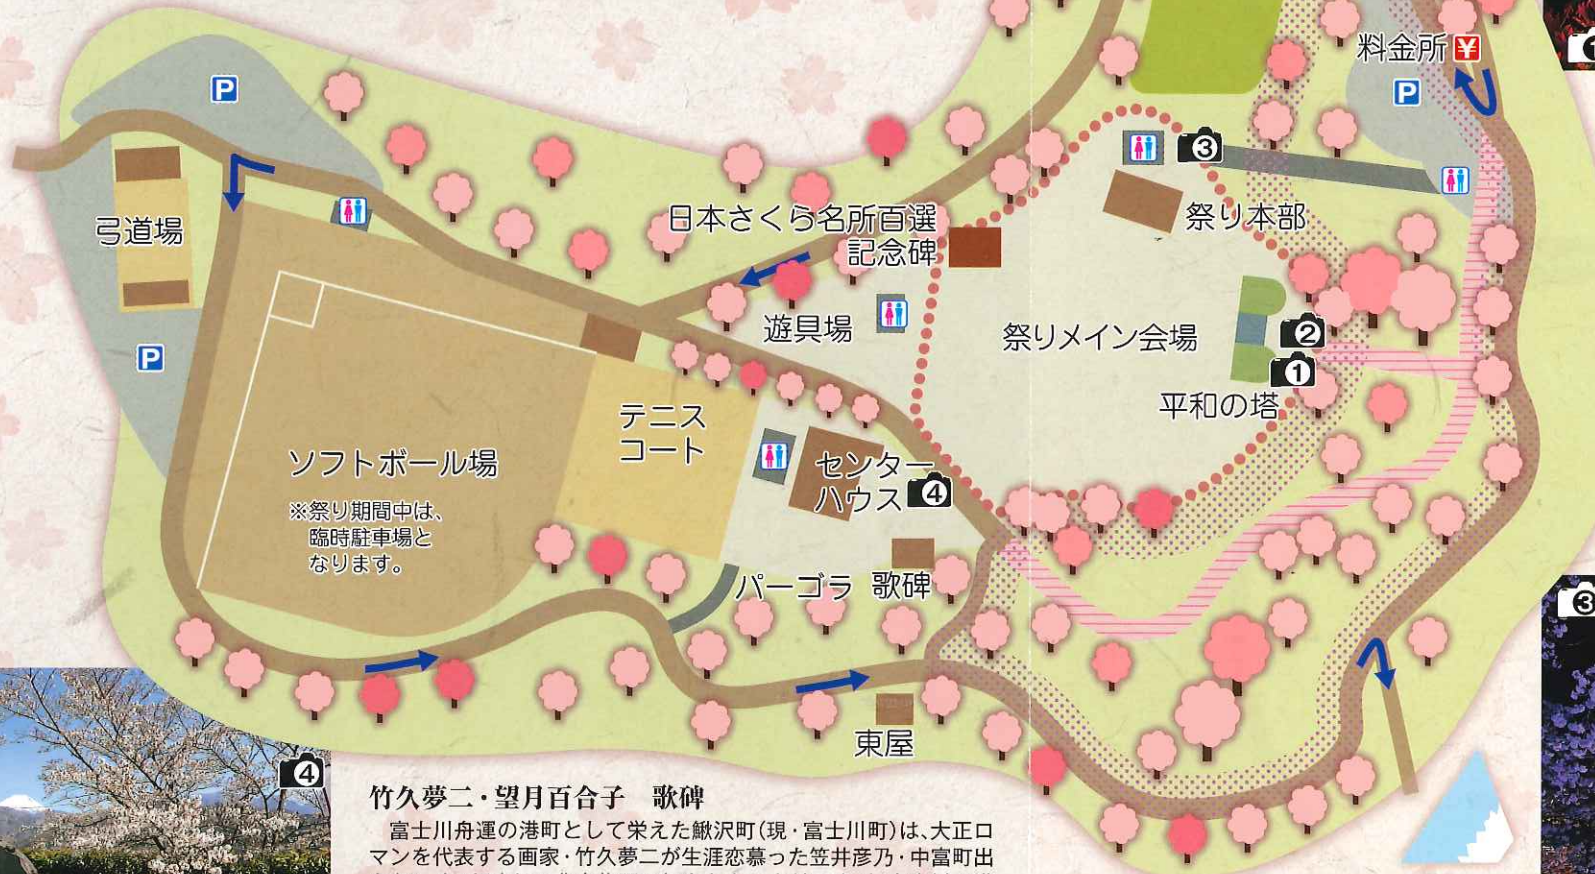 料金所 ¥
P
P
③
弓道場
日本さくら名所百選
記念碑
祭り本部
P
遊具場
祭りメイン会場
②
①
平和の塔
テニス
コート
センター
ハウス ④
ソフトボール場
※祭り期間中は、
臨時駐車場と
なります。
パーゴラ 歌碑
③
東屋
④
竹久夢二・望月百合子 歌碑
富士川舟運の港町として栄えた鰍沢町(現・富士川町)は、大正ロ
マンを代表する画家・竹久夢二が生涯恋慕った笠井彦乃・中富町出